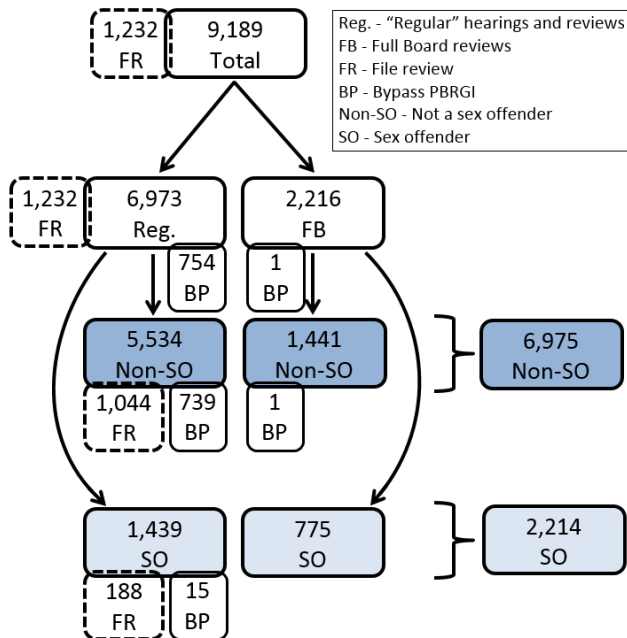 1,232
FR
9,189
Total
Reg. - “Regular” hearings and reviews
FB - Full Board reviews
FR - File review
BP - Bypass PBRGI
Non-SO - Not a sex offender
SO - Sex offender
1,232
FR
6,973
Reg.
2,216
FB
754
BP
1
BP
5,534
Non-SO
1,441
Non-SO
6,975
Non-SO
1,044
FR
739
BP
1
BP
1,439
SO
775
SO
2,214
SO
188
FR
15
BP